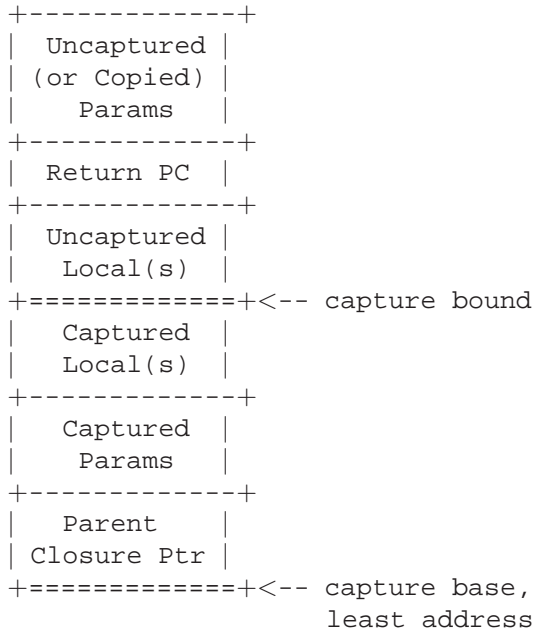 +-------------+
|  Uncaptured |
| (or Copied) |
|    Params   |
+-------------+
|  Return PC  |
+-------------+
|  Uncaptured |
|   Local(s)  |
+=============+<-- capture bound
|   Captured  |
|   Local(s)  |
+-------------+
|   Captured  |
|    Params   |
+-------------+
|   Parent    |
| Closure Ptr |
+=============+<-- capture base,
                   least address